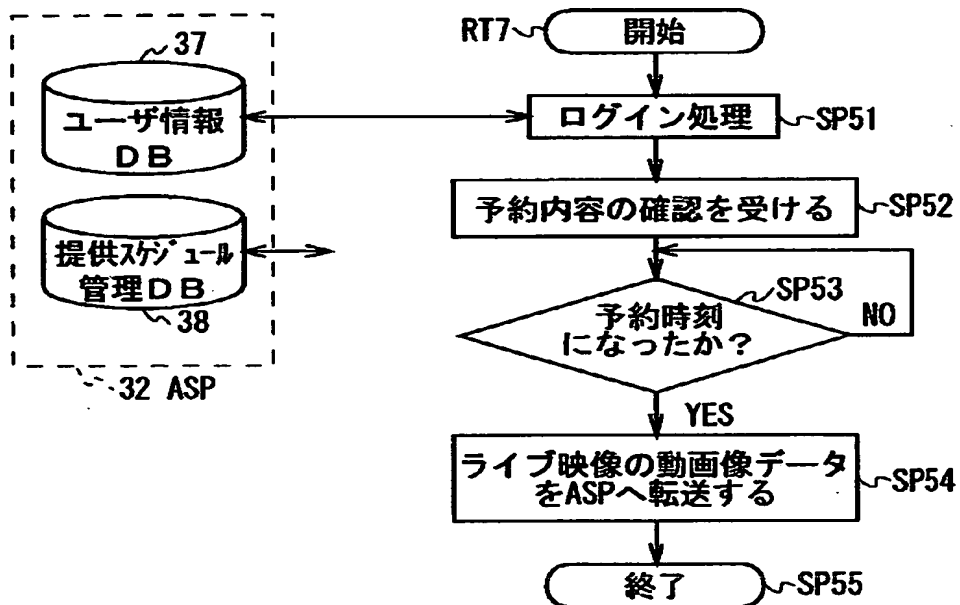 37
ユーザ情報
DB
提供スケジュール
管理DB
38
32 ASP
RT7
開始
ログイン処理
SP51
予約内容の確認を受ける
SP52
SP53
予約時刻
になったか?
NO
YES
ライブ映像の動画像データ
をASPへ転送する
SP54
終了
SP55